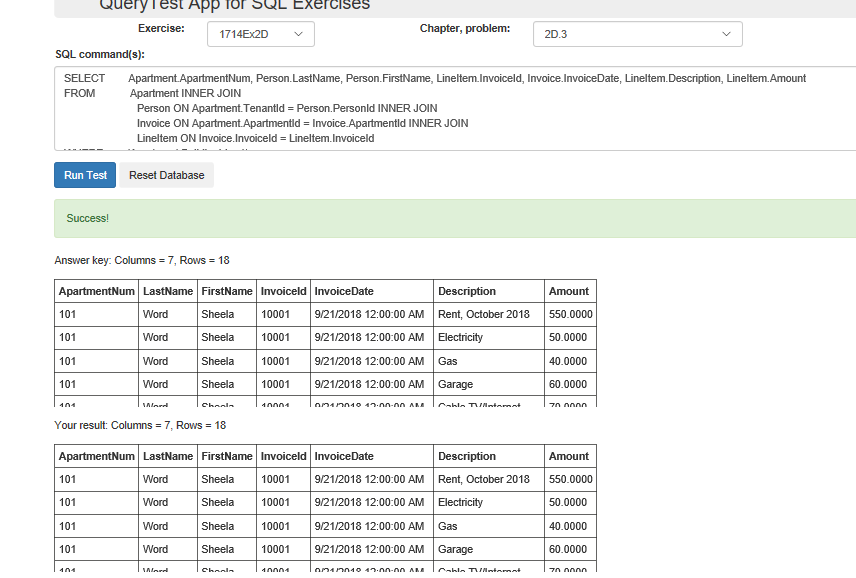 QueryTest App for SQL Exercises
Exercise: 1714Ex2D Chapter, problem: 2D.3
SQL command(s):
SELECT Apartment.ApartmentNum, Person.LastName, Person.FirstName, LineItem.InvoiceId, Invoice.InvoiceDate, LineItem.Description, LineItem.Amount
FROM Apartment INNER JOIN
Person ON Apartment.TenantId = Person.PersonId INNER JOIN
Invoice ON Apartment.ApartmentId = Invoice.ApartmentId INNER JOIN
LineItem ON Invoice.InvoiceId = LineItem.InvoiceId
Run Test Reset Database
Success!
Answer key: Columns = 7, Rows = 18
ApartmentNum LastName FirstName InvoiceId InvoiceDate Description Amount
101 Word Sheela 10001 9/21/2018 12:00:00 AM Rent, October 2018 550.0000
101 Word Sheela 10001 9/21/2018 12:00:00 AM Electricity 50.0000
101 Word Sheela 10001 9/21/2018 12:00:00 AM Gas 40.0000
101 Word Sheela 10001 9/21/2018 12:00:00 AM Garage 60.0000
101 Word Sheela 10001 9/21/2018 12:00:00 AM Cable TV/Internet 70.0000
Your result: Columns = 7, Rows = 18
ApartmentNum LastName FirstName InvoiceId InvoiceDate Description Amount
101 Word Sheela 10001 9/21/2018 12:00:00 AM Rent, October 2018 550.0000
101 Word Sheela 10001 9/21/2018 12:00:00 AM Electricity 50.0000
101 Word Sheela 10001 9/21/2018 12:00:00 AM Gas 40.0000
101 Word Sheela 10001 9/21/2018 12:00:00 AM Garage 60.0000
101 Word Sheela 10001 9/21/2018 12:00:00 AM Cable TV/Internet 70.0000